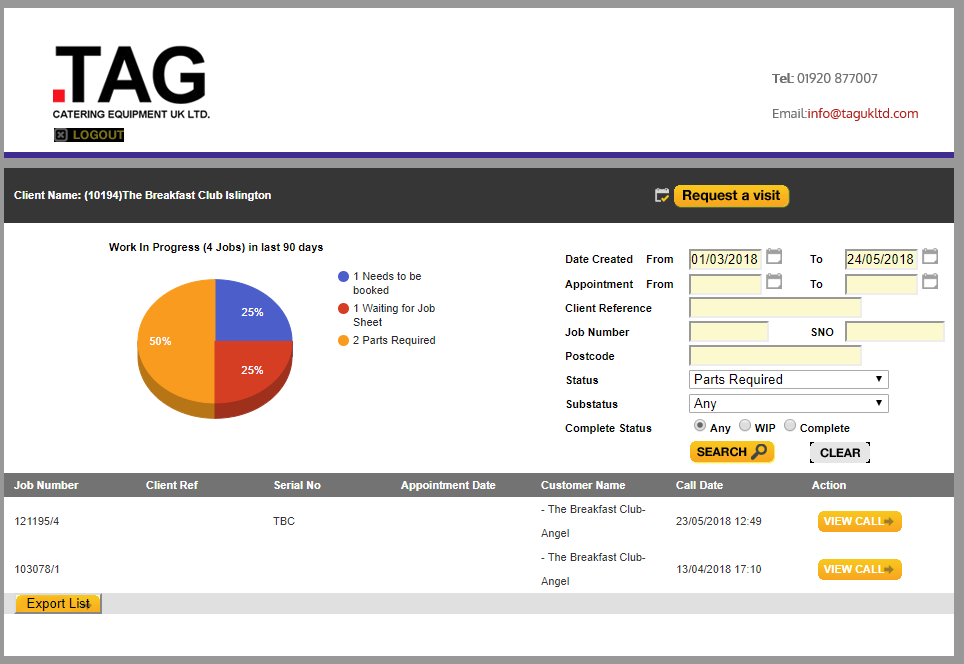 .TAG
CATERING EQUIPMENT UK LTD.
LOGOUT
Tel: 01920 877007
Email:info@tagukltd.com
Client Name: (10194)The Breakfast Club Islington
Request a visit
Work In Progress (4 Jobs) in last 90 days
25%
50%
25%
1 Needs to be
booked
1 Waiting for Job
Sheet
2 Parts Required
Date Created From 01/03/2018 To 24/05/2018
Appointment From To
Client Reference
Job Number SNO
Postcode
Status Parts Required
Substatus Any
Complete Status Any WIP Complete
SEARCH CLEAR
Job Number Client Ref Serial No Appointment Date Customer Name Call Date Action
121195/4 TBC - The Breakfast Club- 23/05/2018 12:49 VIEW CALL
Angel
103078/1 - The Breakfast Club- 13/04/2018 17:10 VIEW CALL
Angel
Export List